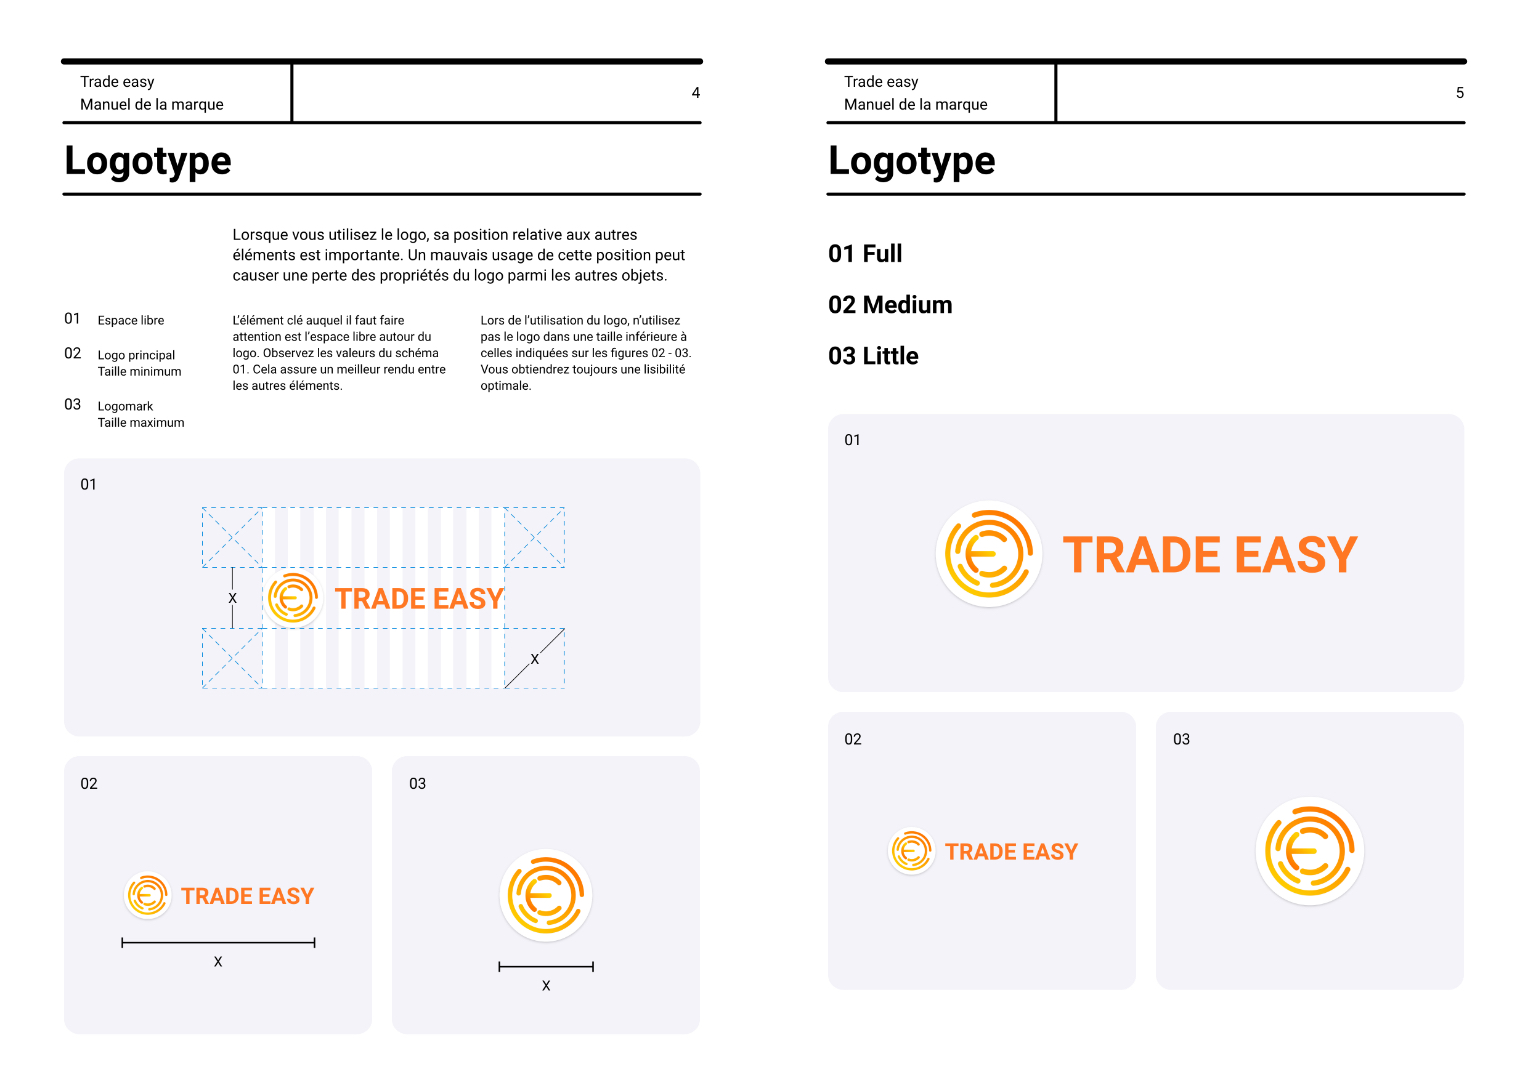 Trade easy
Manuel de la marque
4
Logotype
Lorsque vous utilisez le logo, sa position relative aux autres
éléments est importante. Un mauvais usage de cette position peut
causer une perte des propriétés du logo parmi les autres objets.
01 Espace libre
02 Logo principal
Taille minimum
03 Logomark
Taille maximum
L'élément clé auquel il faut faire
attention est l'espace libre autour du
logo. Observez les valeurs du schéma
01. Cela assure un meilleur rendu entre
les autres éléments.
Lors de l'utilisation du logo, n'utilisez
pas le logo dans une taille inférieure à
celles indiquées sur les figures 02 - 03.
Vous obtiendrez toujours une lisibilité
optimale.
01
X
TRADE EASY
X
02
TRADE EASY
X
03
X
Trade easy
Manuel de la marque
5
Logotype
01 Full
02 Medium
03 Little
01
TRADE EASY
02
TRADE EASY
03